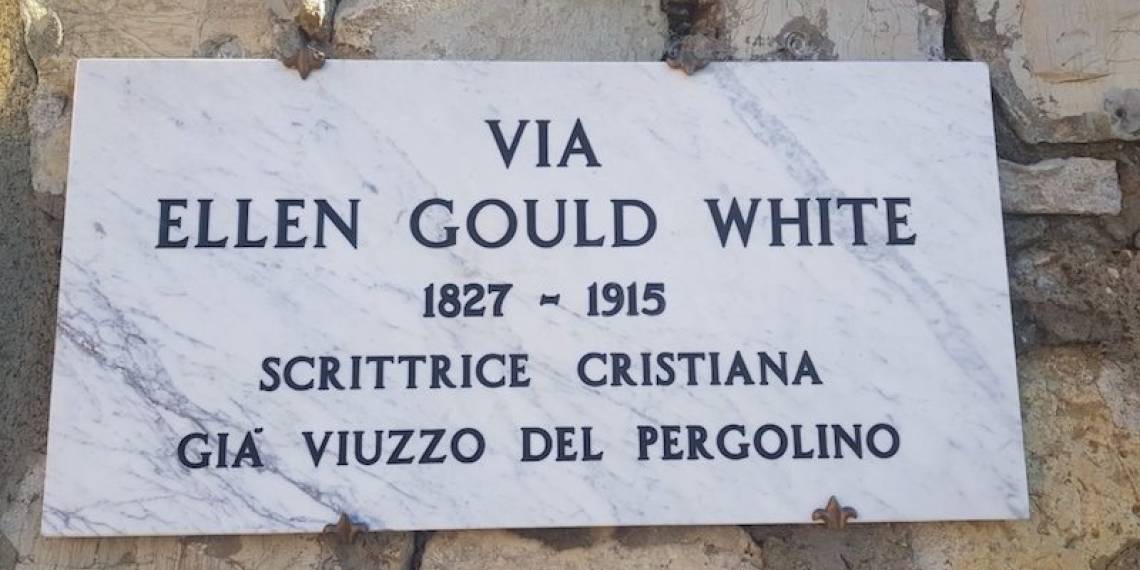 VIA
ELLEN GOULD WHITE
1827 - 1915
SCRITTRICE CRISTIANA
GIÀ VIUZZO DEL PERGOLINO